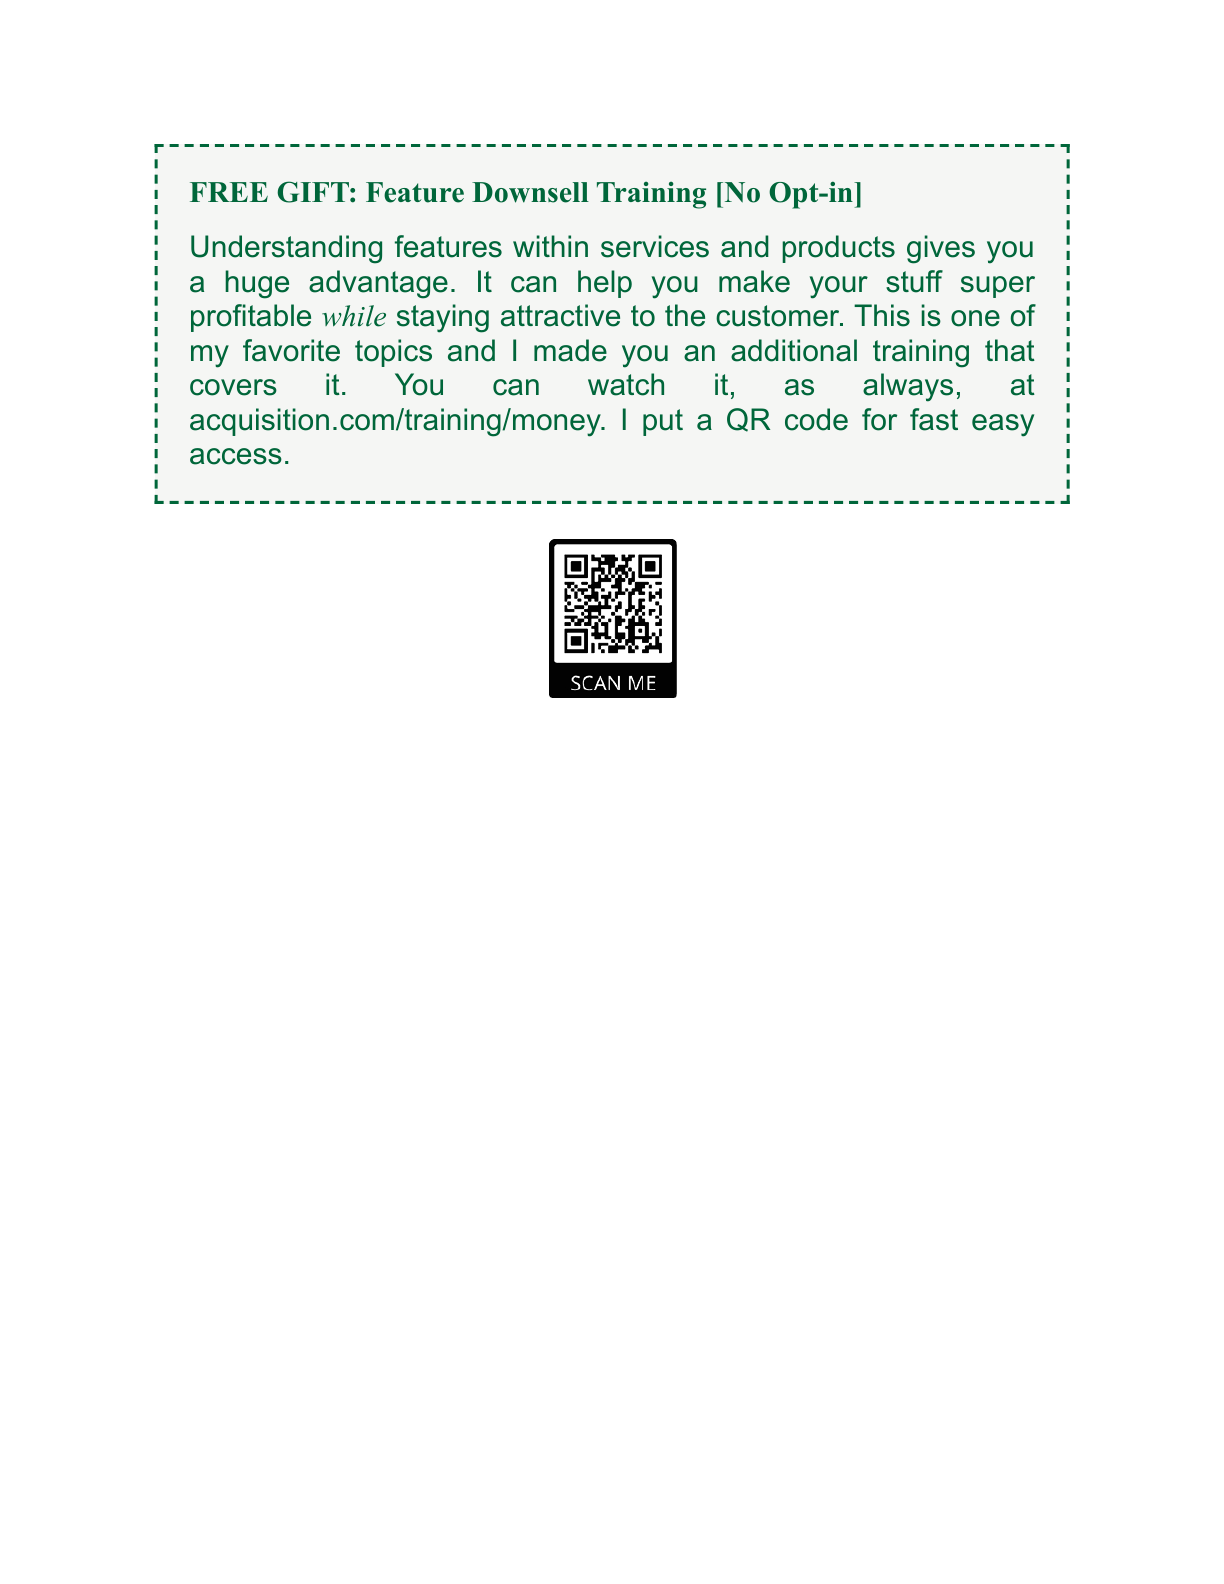 FREE GIFT: Feature Downsell Training [No Opt-in]
Understanding features within services and products gives you
a huge advantage. It can help you make your stuff super
profitable while staying attractive to the customer. This is one of
my favorite topics and I made you an additional training that
covers it. You can watch it, as always, at
acquisition.com/training/money. I put a QR code for fast easy
access.
SCAN ME